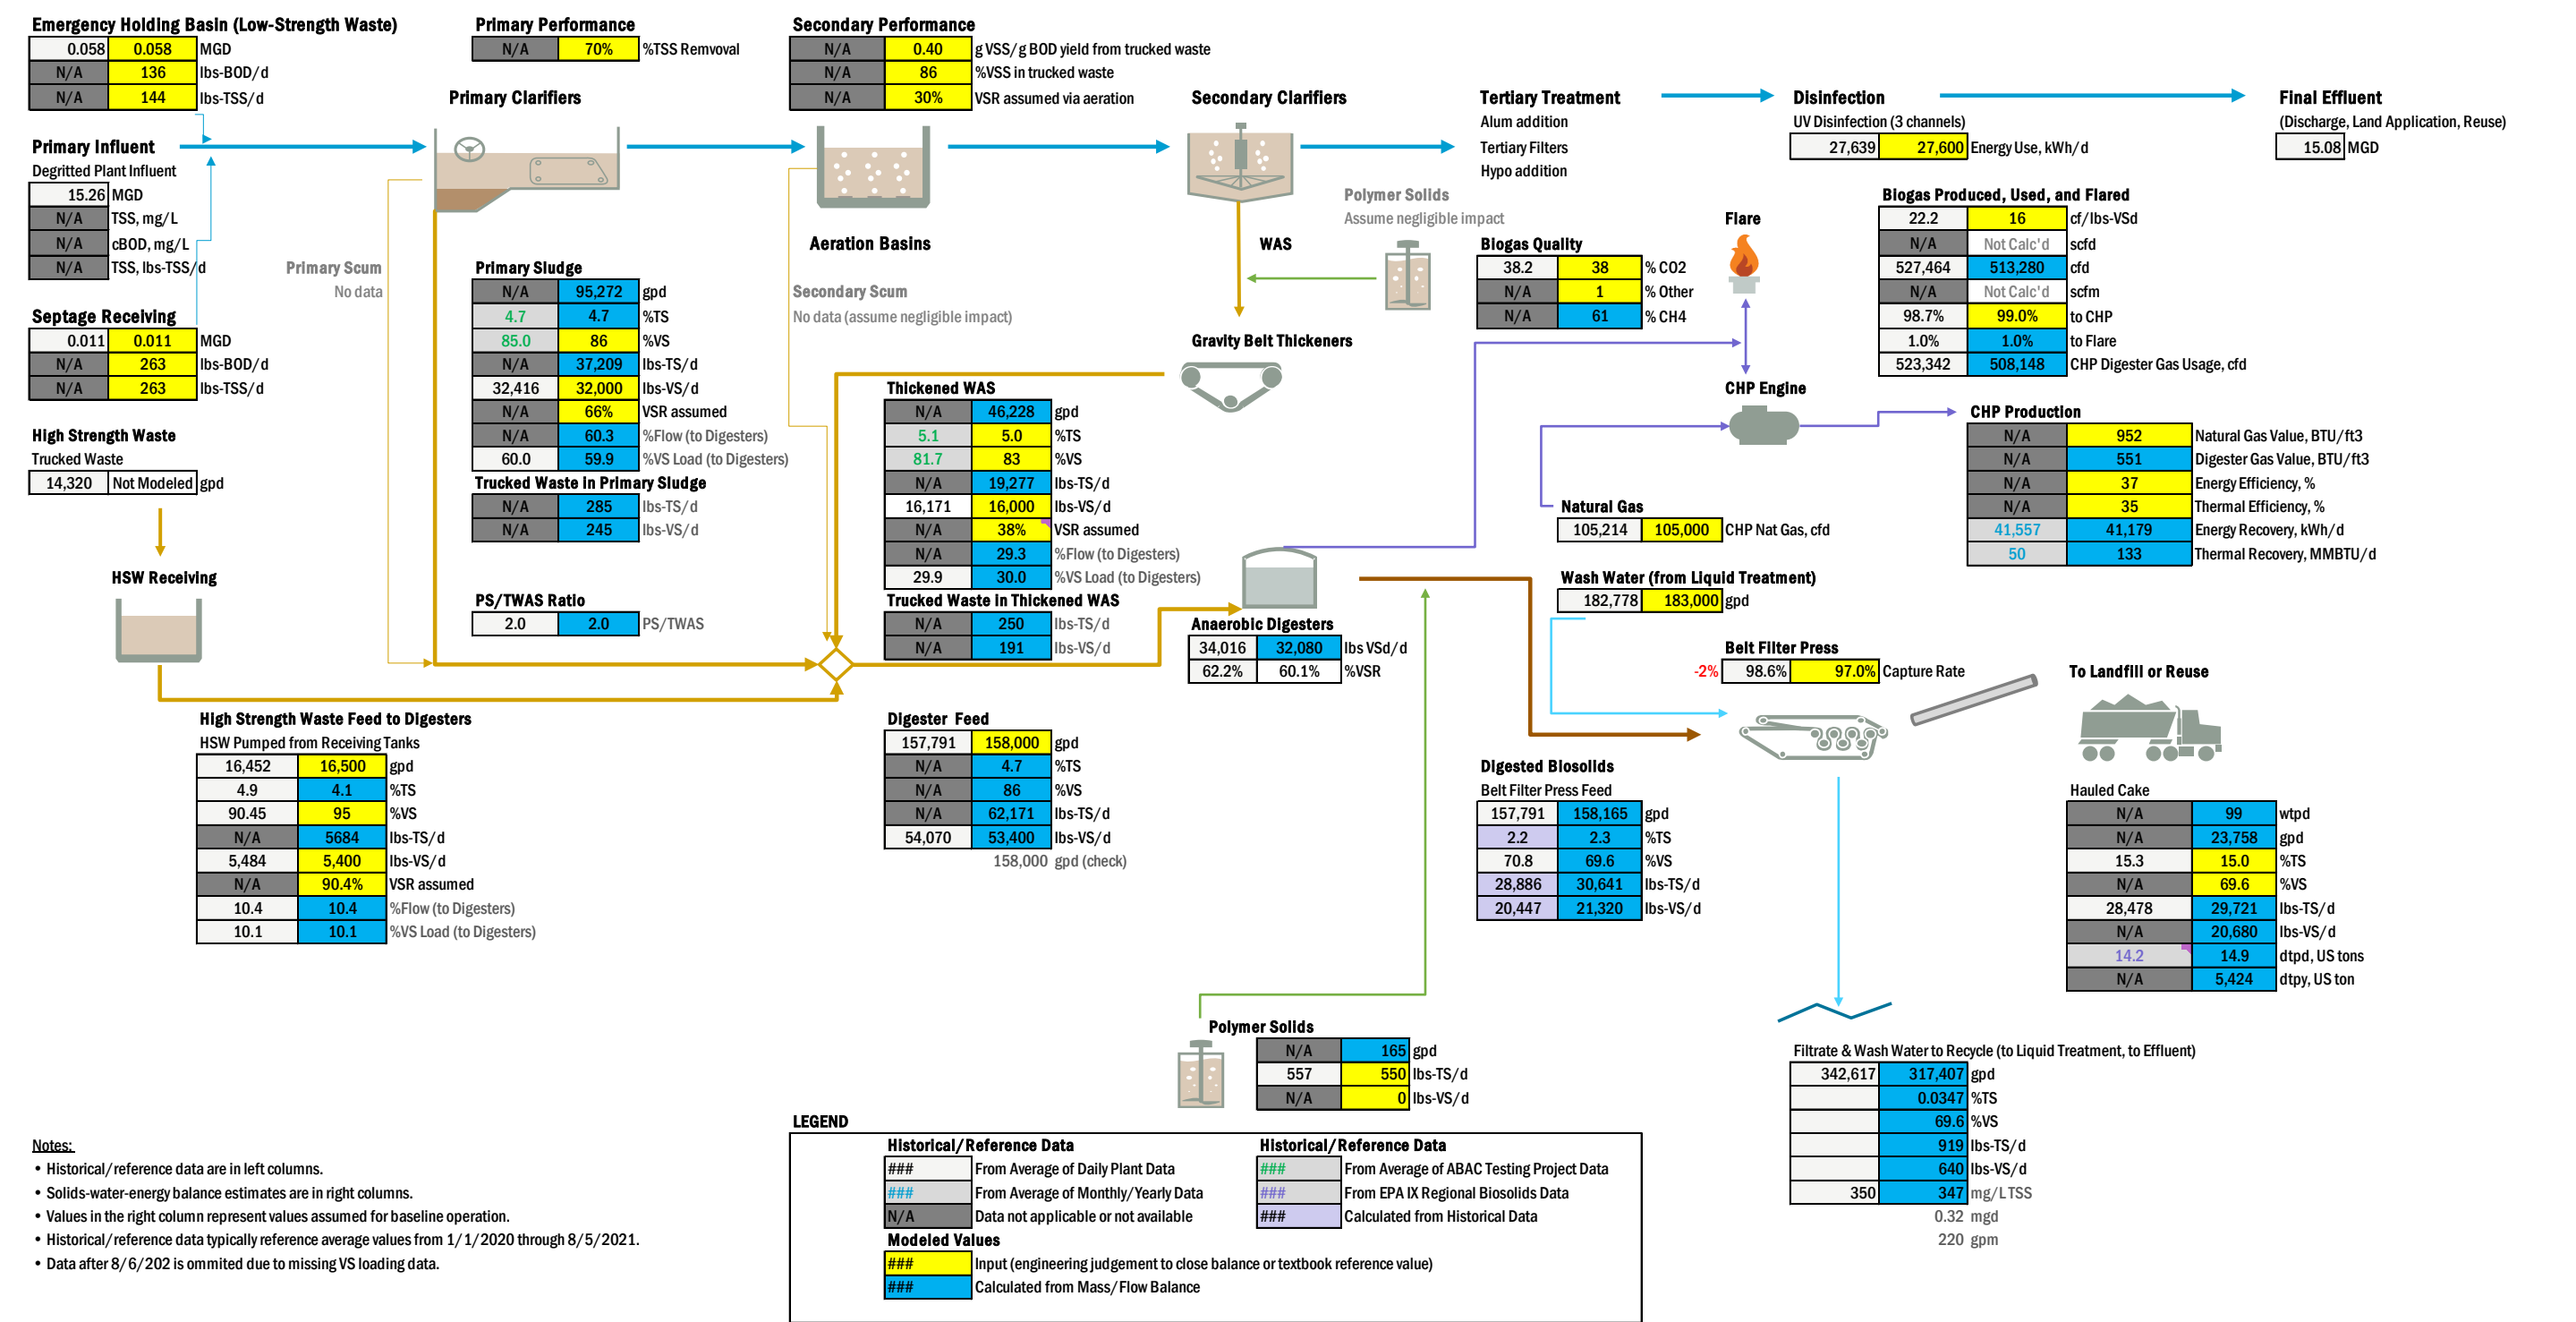 Emergency Holding Basin (Low-Strength Waste)
0.058 0.058 MGD
N/A 136 lbs-BOD/d
N/A 144 lbs-TSS/d
Primary Performance
N/A 70% %TSS Remvoval
Secondary Performance
N/A 0.40 g VSS/g BOD yield from trucked waste
N/A 86 %VSS in trucked waste
N/A 30% VSR assumed via aeration
Primary Clarifiers
Secondary Clarifiers
Tertiary Treatment
Alum addition
Tertiary Filters
Hypo addition
Disinfection
UV Disinfection (3 channels)
27,639 27,600 Energy Use, kWh/d
Final Effluent
(Discharge, Land Application, Reuse)
15.08 MGD
Primary Influent
Degritted Plant Influent
15.26 MGD
N/A TSS, mg/L
N/A cBOD, mg/L
N/A TSS, lbs-TSS/d
Septage Receiving
0.011 0.011 MGD
N/A 263 lbs-BOD/d
N/A 263 lbs-TSS/d
High Strength Waste
Trucked Waste
14,320 Not Modeled gpd
HSW Receiving
Primary Scum
No data
Primary Sludge
N/A 95,272 gpd
4.7 4.7 %TS
85.0 86 %VS
N/A 37,209 lbs-TS/d
32,416 32,000 lbs-VS/d
N/A 66% VSR assumed
N/A 60.3 %Flow (to Digesters)
60.0 59.9 %VS Load (to Digesters)
Trucked Waste in Primary Sludge
N/A 285 lbs-TS/d
N/A 245 lbs-VS/d
PS/TWAS Ratio
2.0 2.0 PS/TWAS
Aeration Basins
Secondary Scum
No data (assume negligible impact)
WAS
Polymer Solids
Assume negligible impact
Gravity Belt Thickeners
Thickened WAS
N/A 46,228 gpd
5.1 5.0 %TS
81.7 83 %VS
N/A 19,277 lbs-TS/d
16,171 16,000 lbs-VS/d
N/A 38% VSR assumed
N/A 29.3 %Flow (to Digesters)
29.9 30.0 %VS Load (to Digesters)
Trucked Waste in Thickened WAS
N/A 250 lbs-TS/d
N/A 191 lbs-VS/d
Biogas Quality
38.2 38 % CO2
N/A 1 % Other
N/A 61 % CH4
Flare
CHP Engine
Biogas Produced, Used, and Flared
22.2 16 cf/lbs-VSd
N/A Not Calc'd scfd
527,464 513,280 cfd
N/A Not Calc'd scfm
98.7% 99.0% to CHP
1.0% 1.0% to Flare
523,342 508,148 CHP Digester Gas Usage, cfd
CHP Production
N/A 952 Natural Gas Value, BTU/ft3
N/A 551 Digester Gas Value, BTU/ft3
N/A 37 Energy Efficiency, %
N/A 35 Thermal Efficiency, %
41,557 41,179 Energy Recovery, kWh/d
50 133 Thermal Recovery, MMBTU/d
Natural Gas
105,214 105,000 CHP Nat Gas, cfd
Wash Water (from Liquid Treatment)
182,778 183,000 gpd
Anaerobic Digesters
34,016 32,080 lbs VSd/d
62.2% 60.1% %VSR
Belt Filter Press
-2% 98.6% 97.0% Capture Rate
To Landfill or Reuse
High Strength Waste Feed to Digesters
HSW Pumped from Receiving Tanks
16,452 16,500 gpd
4.9 4.1 %TS
90.45 95 %VS
N/A 5684 lbs-TS/d
5,484 5,400 lbs-VS/d
N/A 90.4% VSR assumed
10.4 10.4 %Flow (to Digesters)
10.1 10.1 %VS Load (to Digesters)
Digester Feed
157,791 158,000 gpd
N/A 4.7 %TS
N/A 86 %VS
N/A 62,171 lbs-TS/d
54,070 53,400 lbs-VS/d
158,000 gpd (check)
Digested Biosolids
Belt Filter Press Feed
157,791 158,165 gpd
2.2 2.3 %TS
70.8 69.6 %VS
28,886 30,641 lbs-TS/d
20,447 21,320 lbs-VS/d
Hauled Cake
N/A 99 wtpd
N/A 23,758 gpd
15.3 15.0 %TS
N/A 69.6 %VS
28,478 29,721 lbs-TS/d
N/A 20,680 lbs-VS/d
14.2 14.9 dtpd, US tons
N/A 5,424 dtpy, US ton
Polymer Solids
N/A 165 gpd
557 550 lbs-TS/d
N/A 0 lbs-VS/d
Filtrate & Wash Water to Recycle (to Liquid Treatment, to Effluent)
342,617 317,407 gpd
0.0347 %TS
69.6 %VS
919 lbs-TS/d
640 lbs-VS/d
350 347 mg/L TSS
0.32 mgd
220 gpm
Notes:
• Historical/reference data are in left columns.
• Solids-water-energy balance estimates are in right columns.
• Values in the right column represent values assumed for baseline operation.
• Historical/reference data typically reference average values from 1/1/2020 through 8/5/2021.
• Data after 8/6/202 is ommited due to missing VS loading data.
LEGEND
Historical/Reference Data
### From Average of Daily Plant Data
### From Average of Monthly/Yearly Data
N/A Data not applicable or not available
Historical/Reference Data
### From Average of ABAC Testing Project Data
### From EPA IX Regional Biosolids Data
### Calculated from Historical Data
Modeled Values
### Input (engineering judgement to close balance or textbook reference value)
### Calculated from Mass/Flow Balance